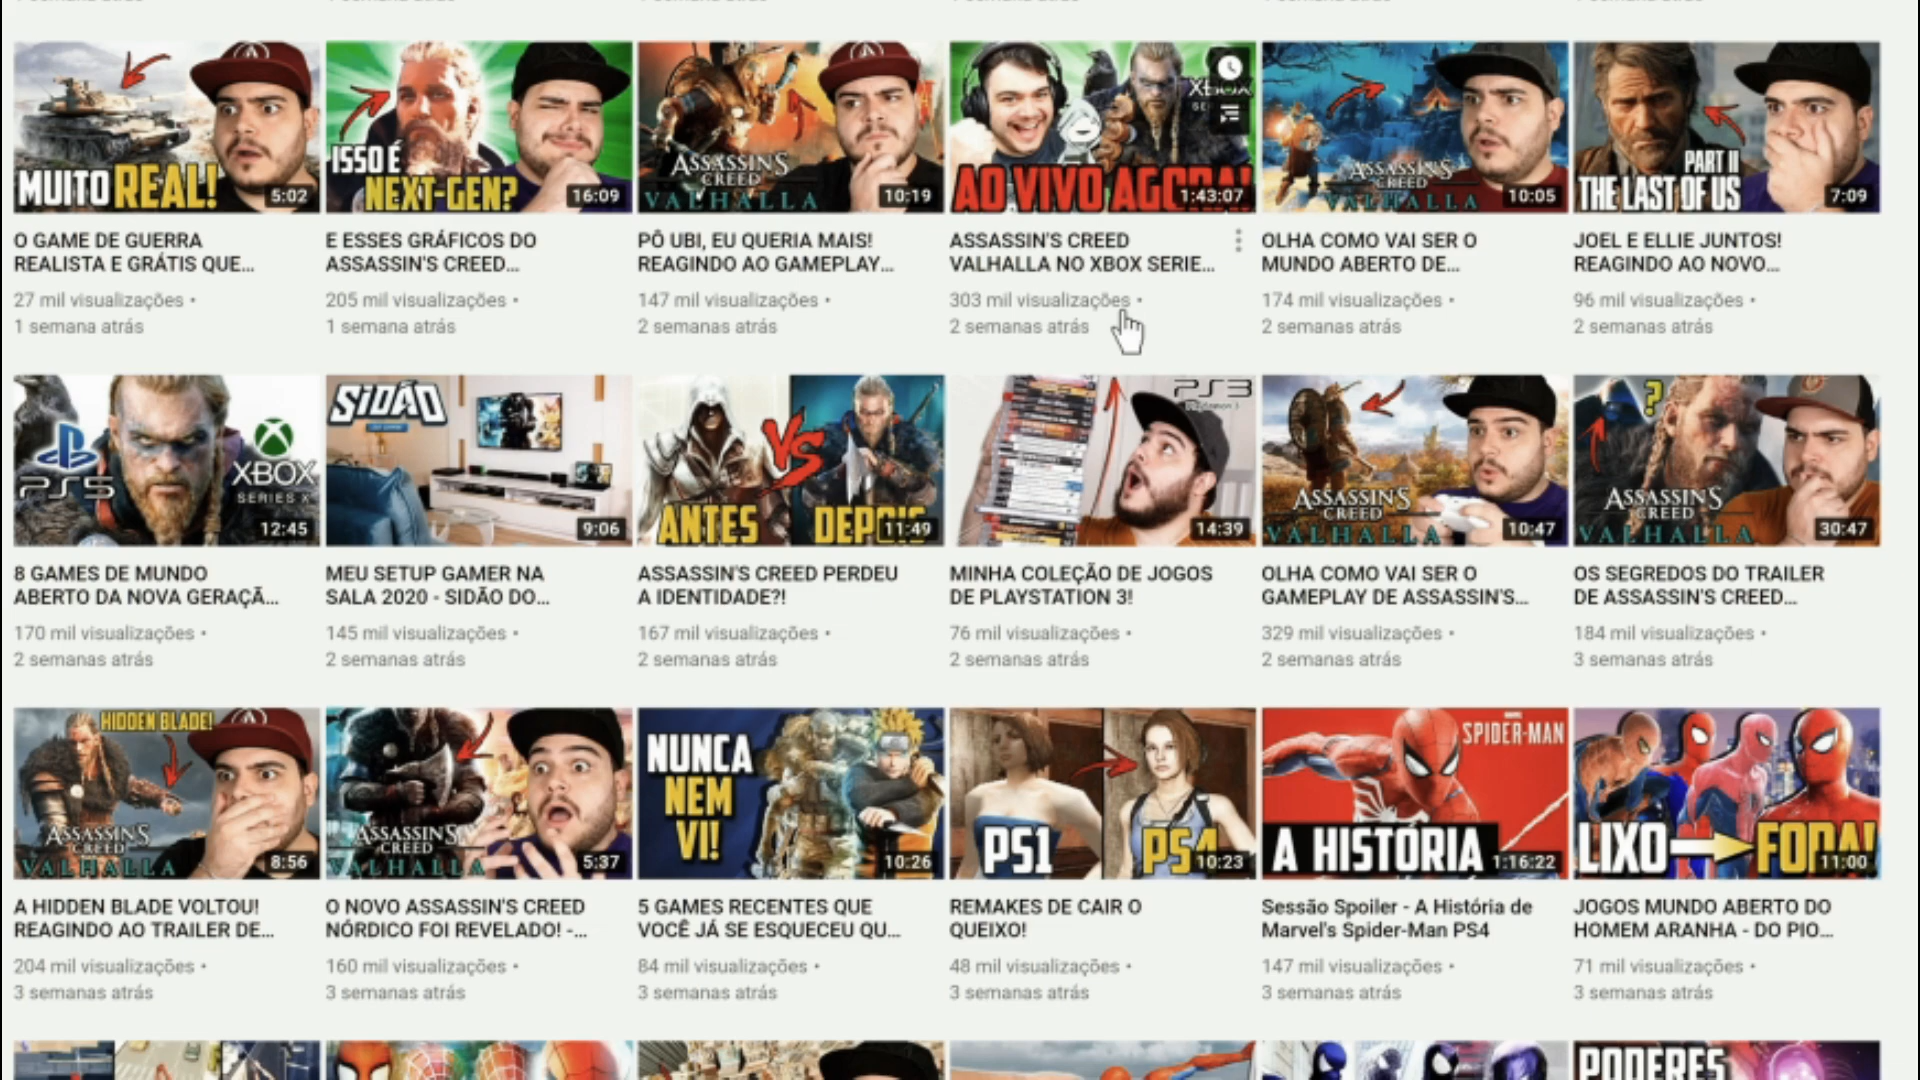 MUITO REAL!
5:02
O GAME DE GUERRA
REALISTA E GRÁTIS QUE...
27 mil visualizações •
1 semana atrás
ISSO É
NEXT-GEN?
16:09
E ESSES GRÁFICOS DO
ASSASSIN'S CREED...
205 mil visualizações •
1 semana atrás
ASSASSIN'S
CREED
VALHALLA
10:19
PÔ UBI, EU QUERIA MAIS!
REAGINDO AO GAMEPLAY...
147 mil visualizações •
2 semanas atrás
AO VIVO
1:43:07
ASSASSIN'S CREED
VALHALLA NO XBOX SERIE...
303 mil visualizações •
2 semanas atrás
ASSASSIN'S
CREED
VALHALLA
10:05
OLHA COMO VAI SER O
MUNDO ABERTO DE...
174 mil visualizações •
2 semanas atrás
PART II
THE LAST OF US
7:09
JOEL E ELLIE JUNTOS!
REAGINDO AO NOVO...
96 mil visualizações •
2 semanas atrás
PS5
XBOX
SERIES X
12:45
8 GAMES DE MUNDO
ABERTO DA NOVA GERAÇÃ...
170 mil visualizações •
2 semanas atrás
SIDÃO
9:06
MEU SETUP GAMER NA
SALA 2020 - SIDÃO DO...
145 mil visualizações •
2 semanas atrás
VS
ANTES
DEPOIS
11:49
ASSASSIN'S CREED PERDEU
A IDENTIDADE?!
167 mil visualizações •
2 semanas atrás
PS3
14:39
MINHA COLEÇÃO DE JOGOS
DE PLAYSTATION 3!
76 mil visualizações •
2 semanas atrás
ASSASSIN'S
CREED
VALHALLA
10:47
OLHA COMO VAI SER O
GAMEPLAY DE ASSASSIN'S...
329 mil visualizações •
2 semanas atrás
?
ASSASSIN'S
CREED
VALHALLA
30:47
OS SEGREDOS DO TRAILER
DE ASSASSIN'S CREED...
184 mil visualizações •
3 semanas atrás
HIDDEN BLADE!
ASSASSIN'S
CREED
VALHALLA
8:56
A HIDDEN BLADE VOLTOU!
REAGINDO AO TRAILER DE...
204 mil visualizações •
3 semanas atrás
ASSASSIN'S
CREED
VALHALLA
5:37
O NOVO ASSASSIN'S CREED
NÓRDICO FOI REVELADO! -...
160 mil visualizações •
3 semanas atrás
NUNCA
NEM
VI!
10:26
5 GAMES RECENTES QUE
VOCÊ JÁ SE ESQUECEU QU...
84 mil visualizações •
3 semanas atrás
PS1
PS4
10:23
REMAKES DE CAIR O
QUEIXO!
48 mil visualizações •
3 semanas atrás
SPIDER-MAN
A HISTÓRIA
1:16:22
Sessão Spoiler - A História de
Marvel's Spider-Man PS4
147 mil visualizações •
3 semanas atrás
LIXO
FODA!
11:00
JOGOS MUNDO ABERTO DO
HOMEM ARANHA - DO PIO...
71 mil visualizações •
3 semanas atrás
PODERES